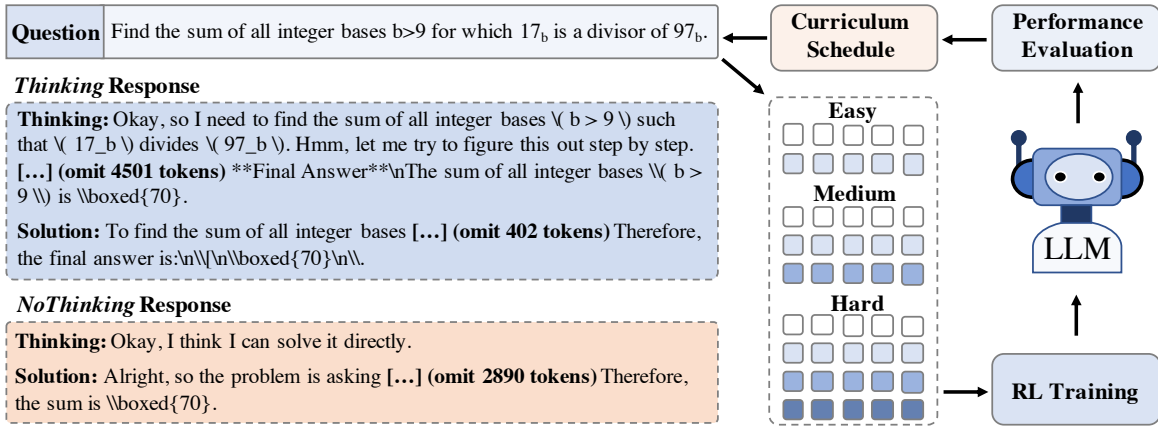 Question Find the sum of all integer bases b>9 for which 17_b is a divisor of 97_b.
Thinking Response
Thinking: Okay, so I need to find the sum of all integer bases \( b > 9 \) such
that \( 17_b \) divides \( 97_b \). Hmm, let me try to figure this out step by step.
[…] (omit 4501 tokens) **Final Answer**\nThe sum of all integer bases \\( b >
9 \\) is \\boxed{70}.
Solution: To find the sum of all integer bases […] (omit 402 tokens) Therefore,
the final answer is:\n\\[\n\\boxed{70}\n\\.
NoThinking Response
Thinking: Okay, I think I can solve it directly.
Solution: Alright, so the problem is asking […] (omit 2890 tokens) Therefore,
the sum is \\boxed{70}.
Curriculum
Schedule
Performance
Evaluation
Easy
Medium
Hard
LLM
RL Training